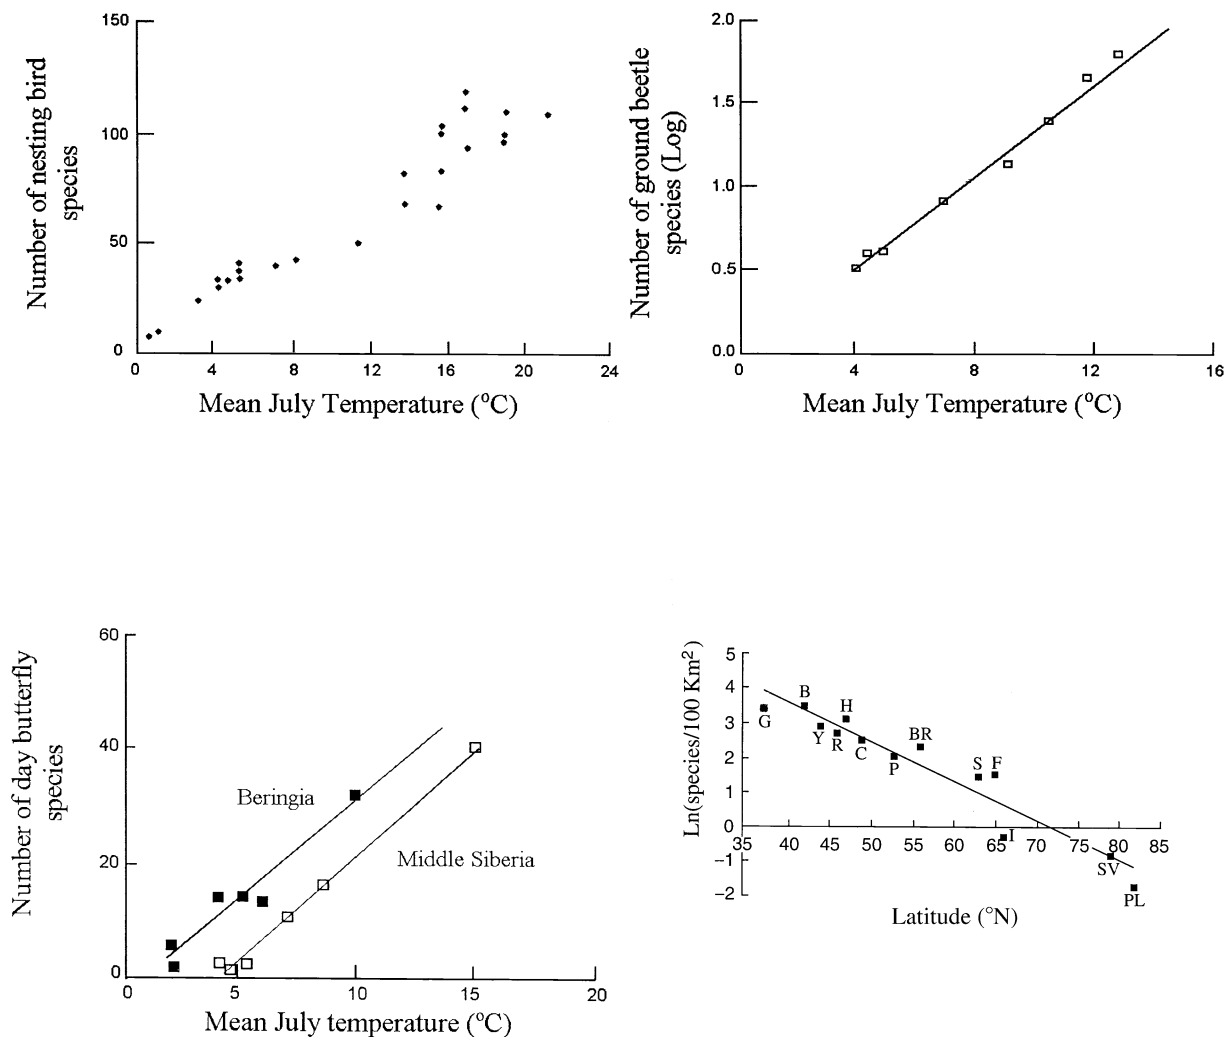 150
100
50
0
Number of nesting bird
species
0 4 8 12 16 20 24
Mean July Temperature (°C)
2.0
1.5
1.0
0.5
0.0
Number of ground beetle
species (Log)
0 4 8 12 16
Mean July Temperature (°C)
60
40
20
0
Number of day butterfly
species
Beringia
Middle Siberia
0 5 10 15 20
Mean July temperature (°C)
5
4
3
2
1
0
−1
−2
Ln(species/100 Km²)
G B Y R H C P BR S F I SV PL
35 40 45 50 55 60 65 70 75 80 85
Latitude (°N)